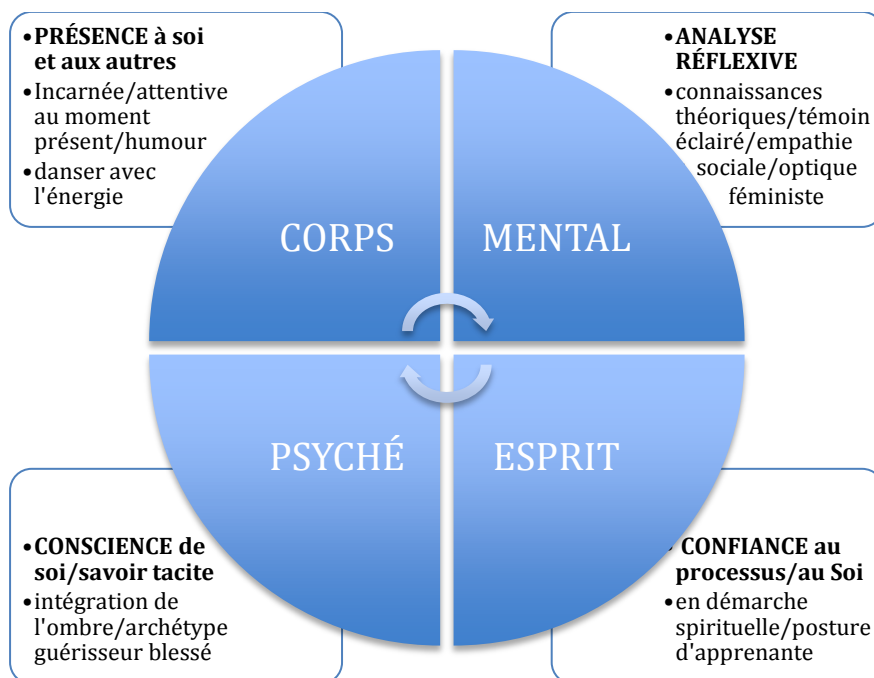 •PRÉSENCE à soi
et aux autres
•Incarnée/attentive
au moment
présent/humour
•danser avec
l'énergie
•ANALYSE
RÉFLEXIVE
•connaissances
théoriques/témoin
éclairé/empathie
sociale/optique
féministe
CORPS
MENTAL
PSYCHÉ
ESPRIT
•CONSCIENCE de
soi/savoir tacite
•intégration de
l'ombre/archétype
guérisseur blessé
• CONFIANCE au
processus/au Soi
•en démarche
spirituelle/posture
d'apprenante